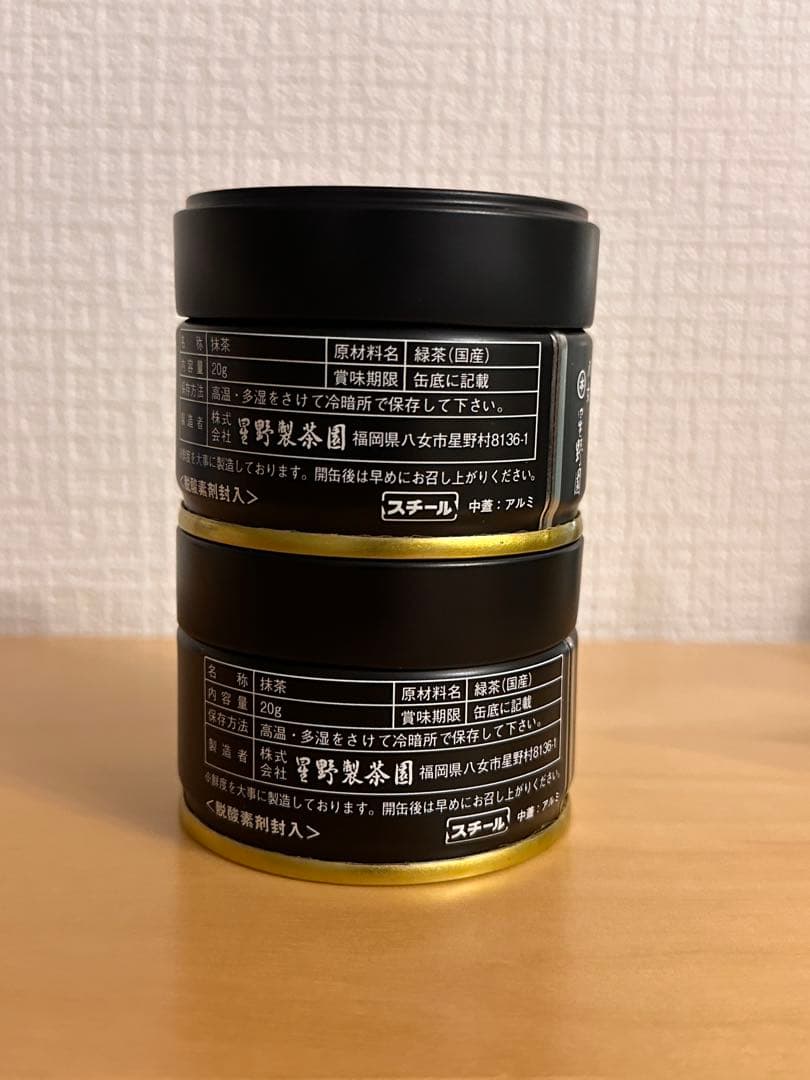 名 称 抹茶 原材料名 緑茶(国産)
内容量 20g 賞味期限 缶底に記載
保存方法 高温・多湿をさけて冷暗所で保存して下さい。
製造者 株式会社 星野製茶園 福岡県八女市星野村8136-1
※鮮度を大事に製造しております。開缶後は早めにお召し上がりください。
<脱酸素剤封入> スチール 中蓋:アルミ
名 称 抹茶 原材料名 緑茶(国産)
内容量 20g 賞味期限 缶底に記載
保存方法 高温・多湿をさけて冷暗所で保存して下さい。
製造者 株式会社 星野製茶園 福岡県八女市星野村8136-1
※鮮度を大事に製造しております。開缶後は早めにお召し上がりください。
<脱酸素剤封入> スチール 中蓋:アルミ